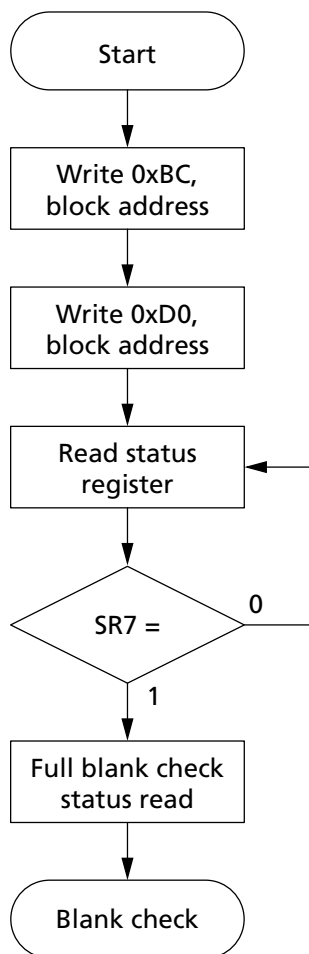 Start
Write 0xBC,
block address
Write 0xD0,
block address
Read status
register
SR7 =
0
1
Full blank check
status read
Blank check